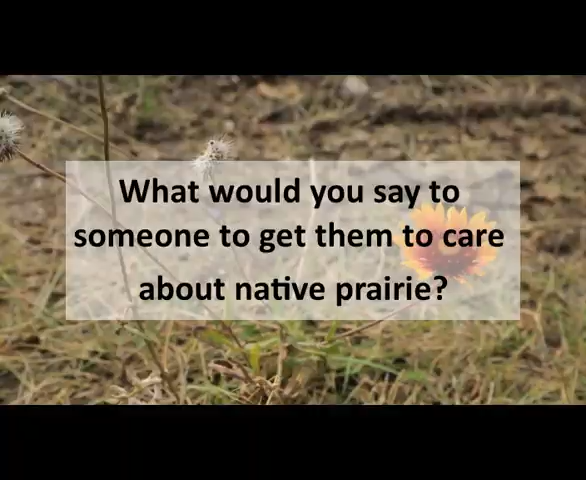 What would you say to
someone to get them to care
about native prairie?